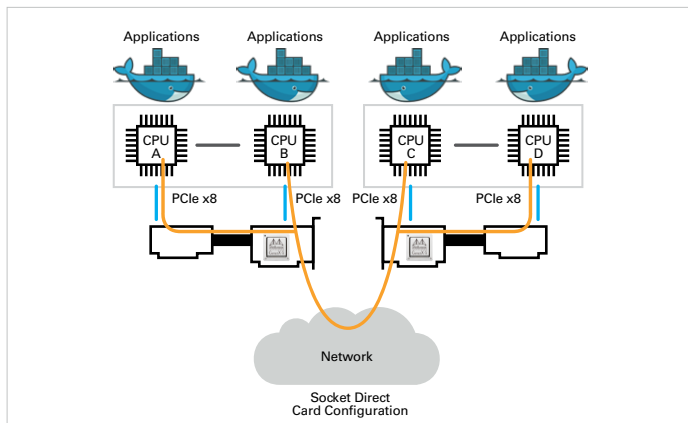 Applications Applications Applications Applications
CPU A
CPU B
CPU C
CPU D
PCIe x8 PCIe x8 PCIe x8 PCIe x8
Network
Socket Direct
Card Configuration